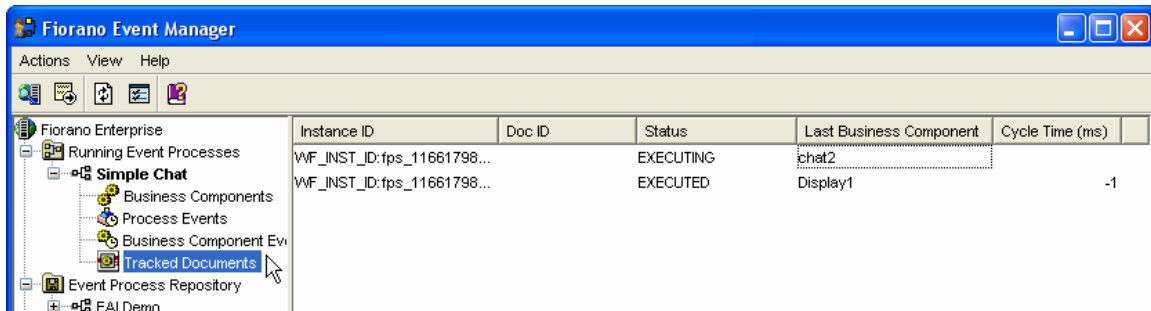 Fiorano Event Manager
Actions View Help
Fiorano Enterprise
Running Event Processes
Simple Chat
Business Components
Process Events
Business Component Ev
Tracked Documents
Event Process Repository
EAI Demo
Instance ID Doc ID Status Last Business Component Cycle Time (ms)
WF_INST_ID:fps_11661798... EXECUTING chat2
WF_INST_ID:fps_11661798... EXECUTED Display1 -1